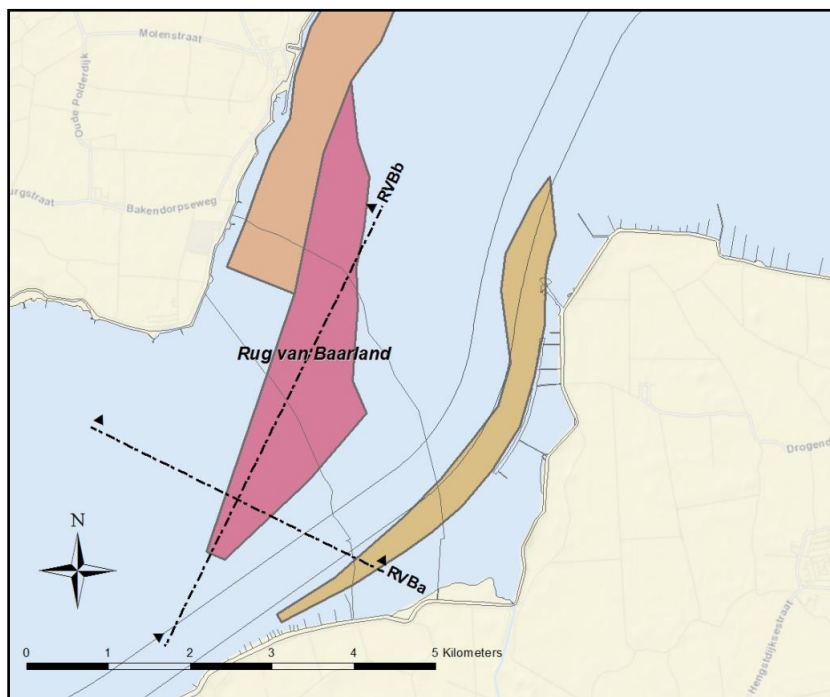 Molenstraat
Oude Polderdijk
RVBb
urgstraat
Bakendorpseweg
Rug van Baarland
Drogend
N
RVBa
Hengstdijksestraat
0 1 2 3 4 5 Kilometers